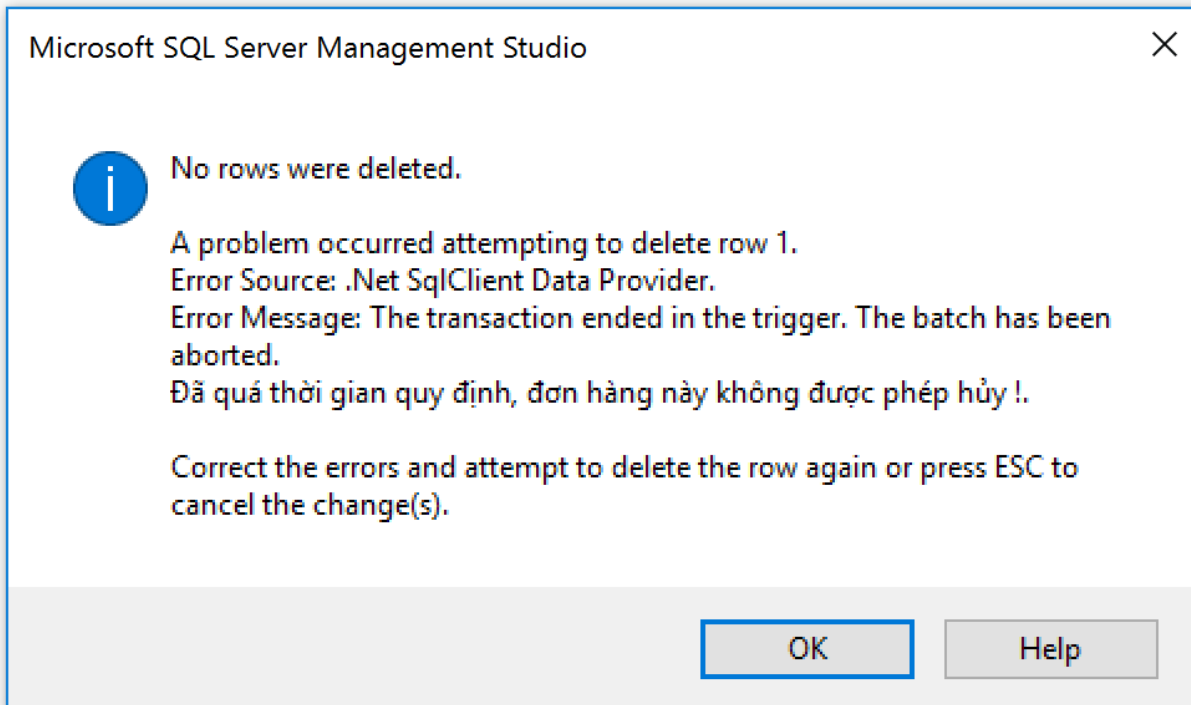 Microsoft SQL Server Management Studio
No rows were deleted.
A problem occurred attempting to delete row 1.
Error Source: .Net SqlClient Data Provider.
Error Message: The transaction ended in the trigger. The batch has been
aborted.
Đã quá thời gian quy định, đơn hàng này không được phép hủy !.
Correct the errors and attempt to delete the row again or press ESC to
cancel the change(s).
OK
Help